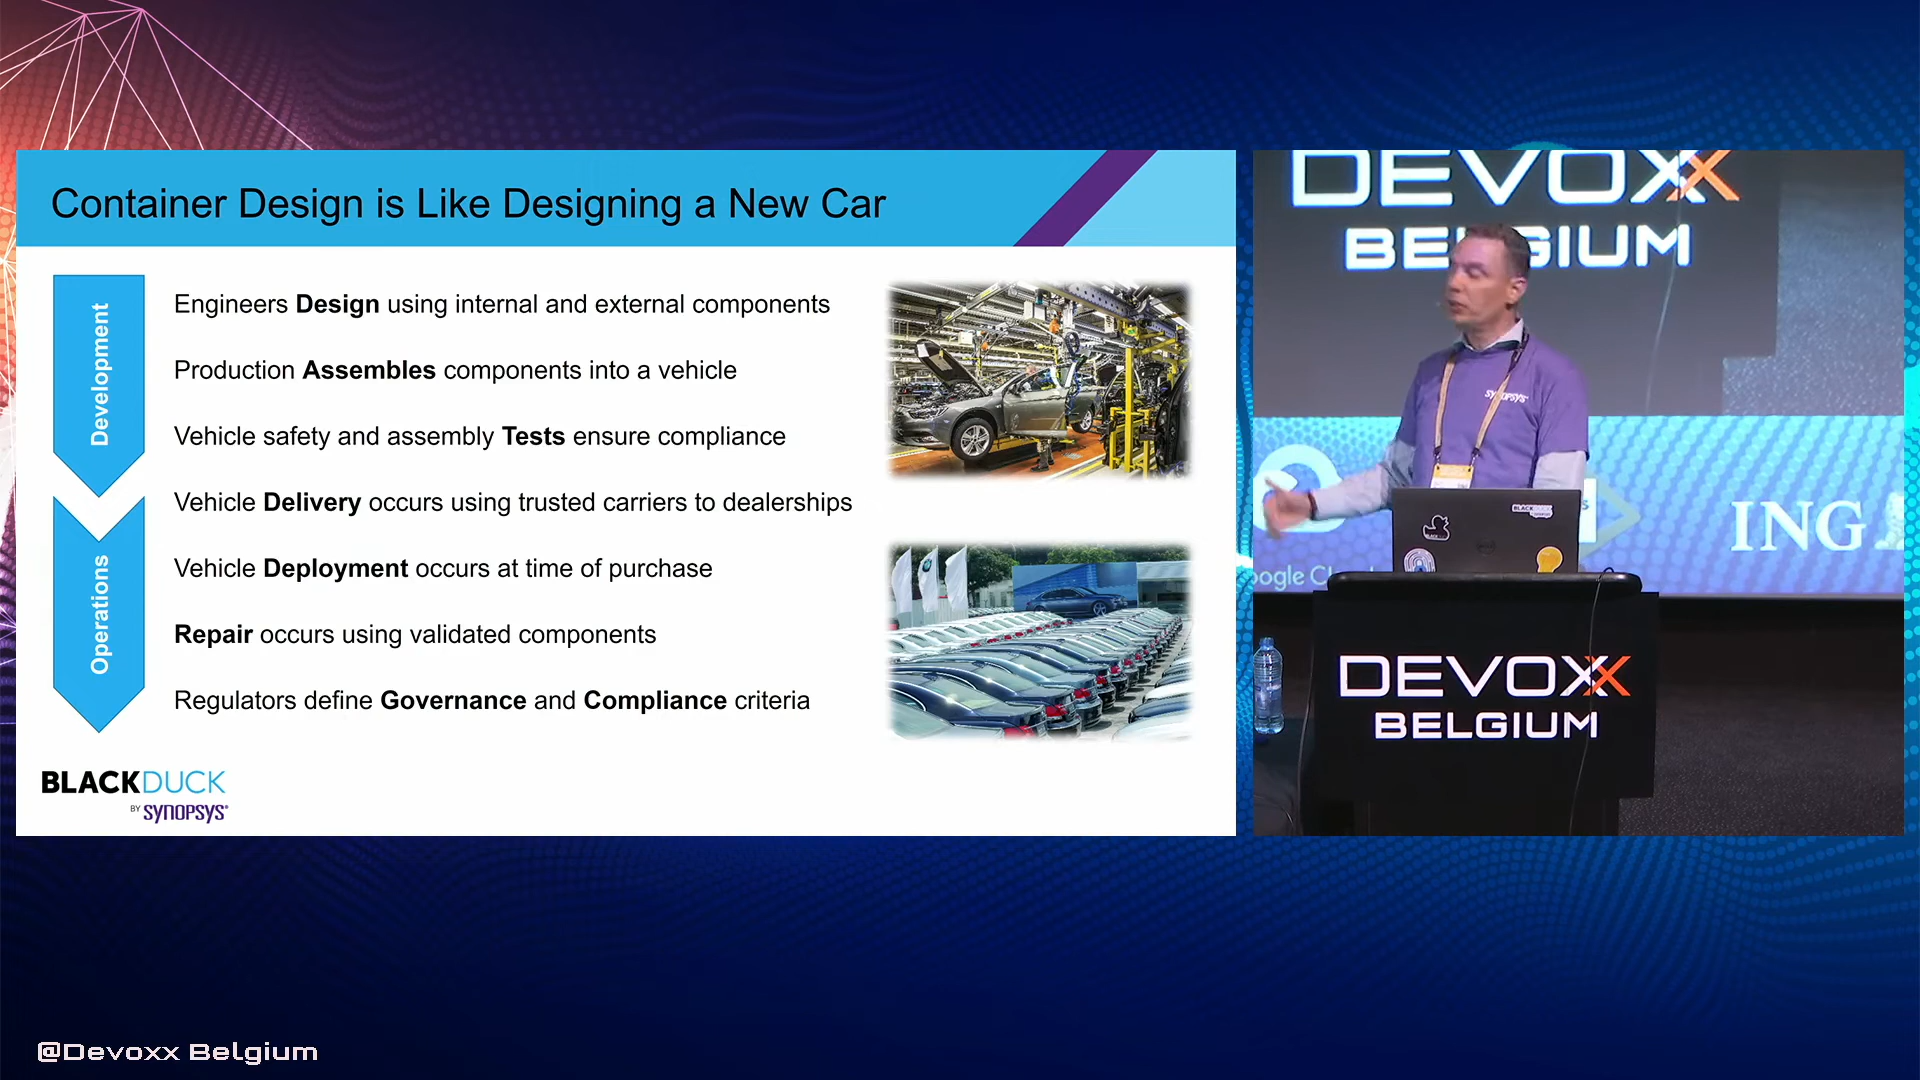 Container Design is Like Designing a New Car
Development
Engineers Design using internal and external components
Production Assembles components into a vehicle
Vehicle safety and assembly Tests ensure compliance
Vehicle Delivery occurs using trusted carriers to dealerships
Operations
Vehicle Deployment occurs at time of purchase
Repair occurs using validated components
Regulators define Governance and Compliance criteria
BLACKDUCK
BY SYNOPSYS®
DEVOXX
BELGIUM
SYNOPSYS
BLACKDUCK
ING
DEVOXX
BELGIUM
@Devoxx Belgium